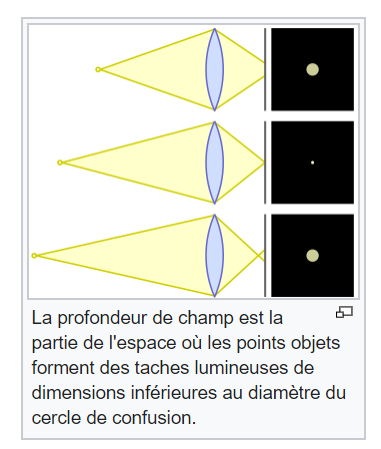 La profondeur de champ est la
partie de l'espace où les points objets
forment des taches lumineuses de
dimensions inférieures au diamètre du
cercle de confusion.